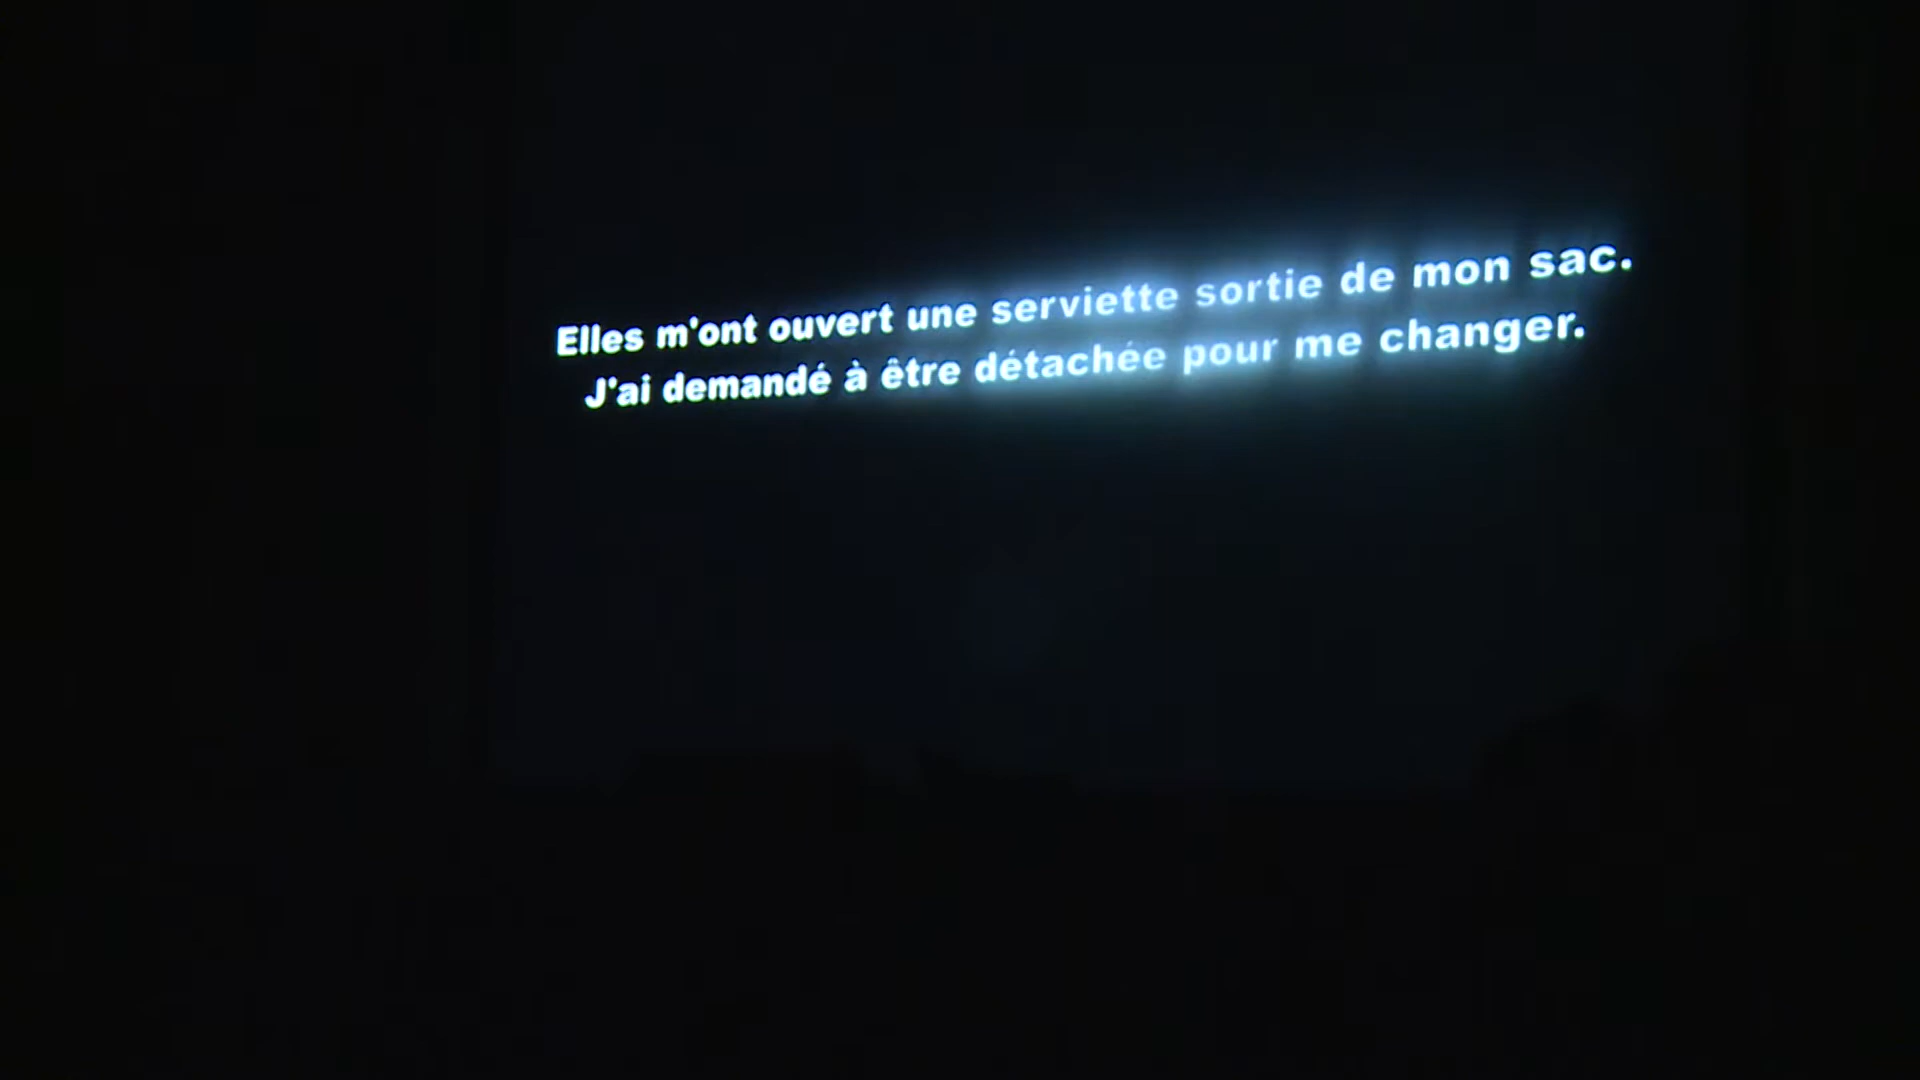 Elles m'ont ouvert une serviette sortie de mon sac.
J'ai demandé à être détachée pour me changer.